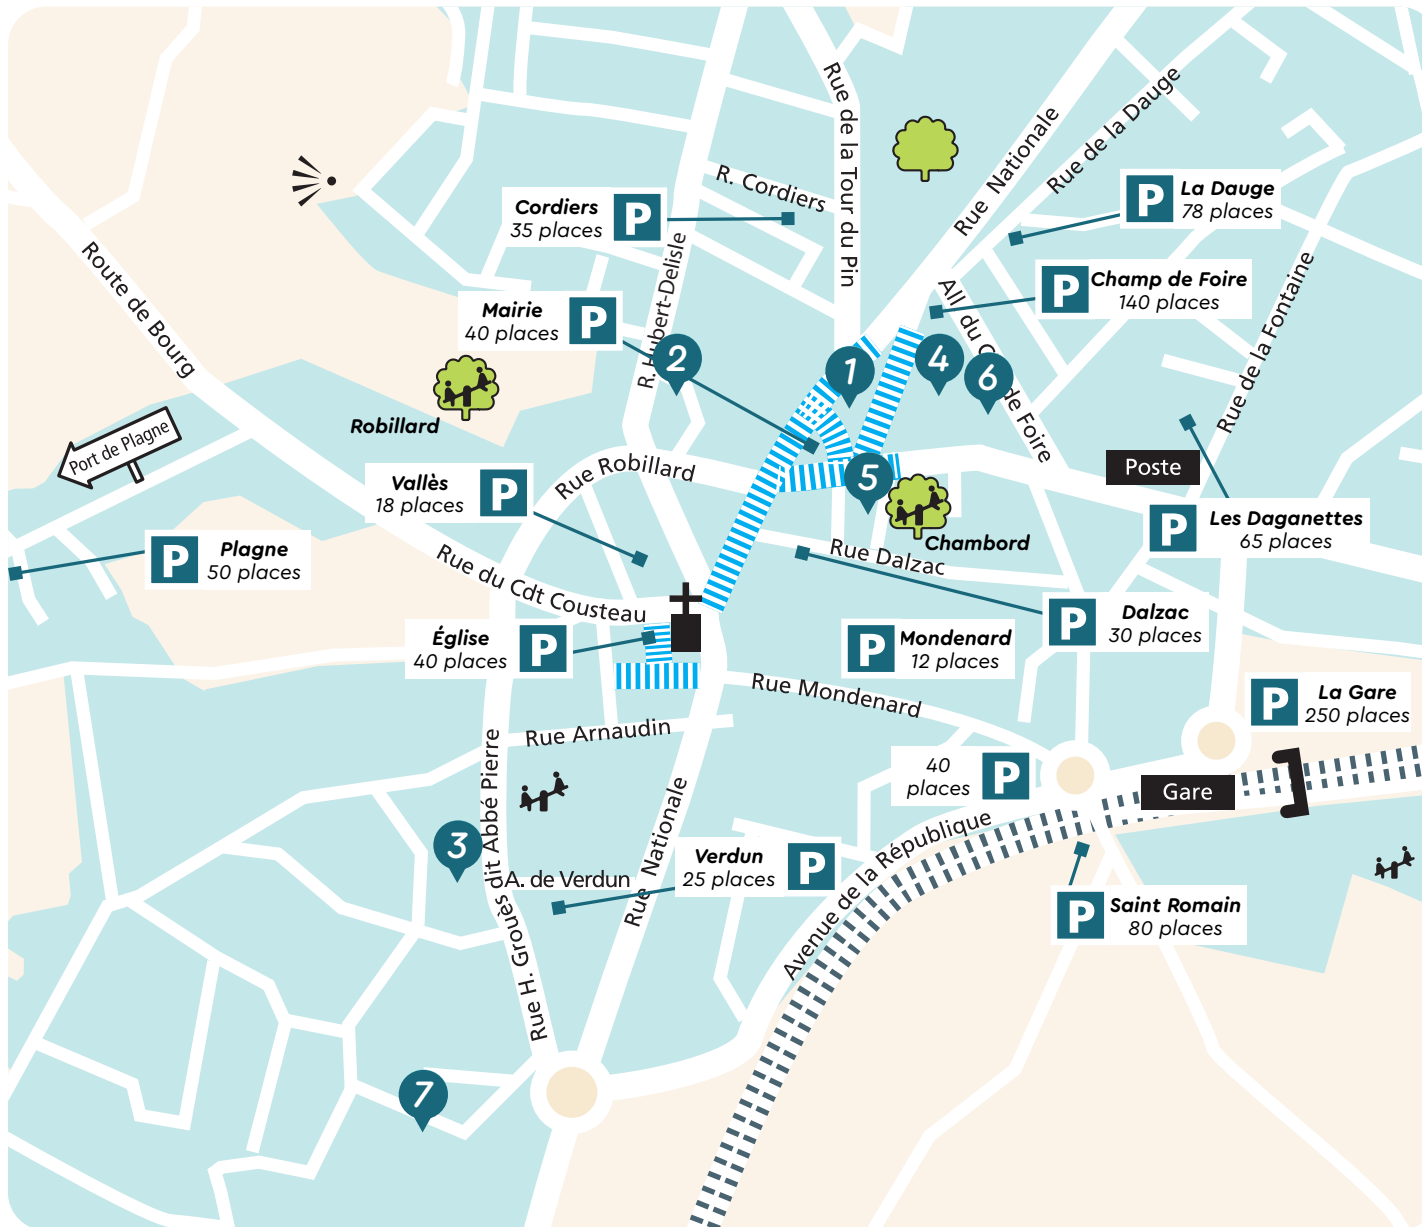 Rue de la Tour du Pin
Rue Nationale
Rue de la Dauge
R. Cordiers
Cordiers
35 places
P
P
La Dauge
78 places
Route de Bourg
R. Hubert-Delisle
P
Champ de Foire
140 places
Mairie
40 places
P
All du C de Foire
Rue de la Fontaine
2
1
4
6
Robillard
Port de Plagne
Rue Robillard
5
Poste
Vallès
18 places
P
Chambord
P
Les Daganettes
65 places
P
Plagne
50 places
Rue du Cdt Cousteau
Rue Dalzac
P
Dalzac
30 places
Église
40 places
P
P
Mondenard
12 places
Rue Mondenard
P
La Gare
250 places
Rue Arnaudin
40
places
P
Gare
Rue H. Grouès dit Abbé Pierre
3
Rue Nationale
Avenue de la République
A. de Verdun
Verdun
25 places
P
P
Saint Romain
80 places
7